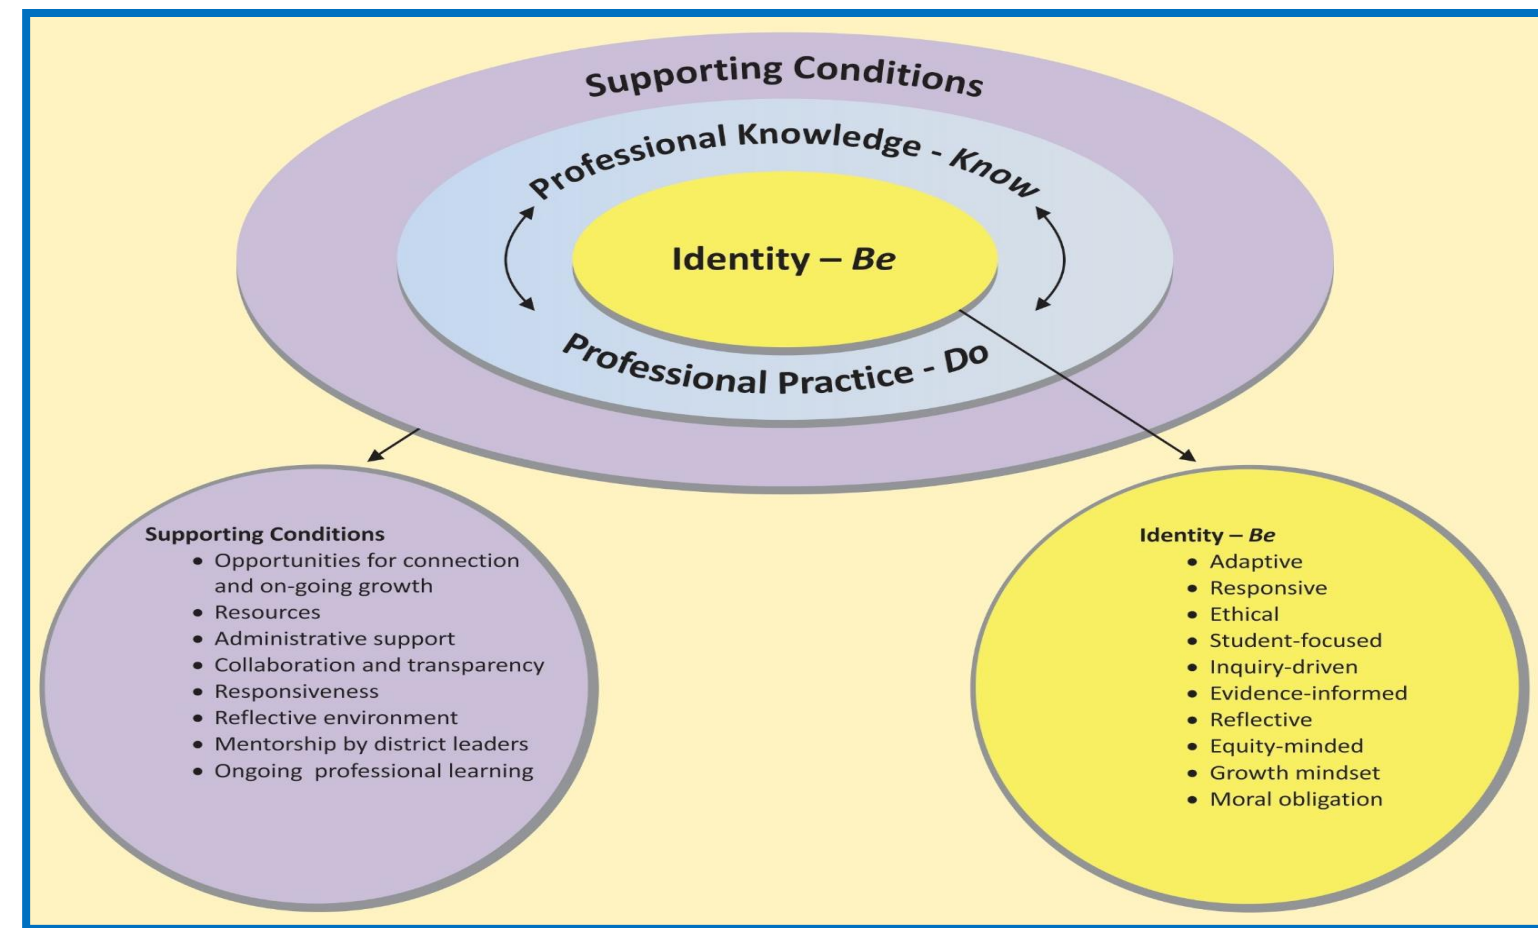 Supporting Conditions
Professional Knowledge - Know
Identity – Be
Professional Practice - Do
Supporting Conditions
• Opportunities for connection
and on-going growth
• Resources
• Administrative support
• Collaboration and transparency
• Responsiveness
• Reflective environment
• Mentorship by district leaders
• Ongoing professional learning
Identity – Be
• Adaptive
• Responsive
• Ethical
• Student-focused
• Inquiry-driven
• Evidence-informed
• Reflective
• Equity-minded
• Growth mindset
• Moral obligation